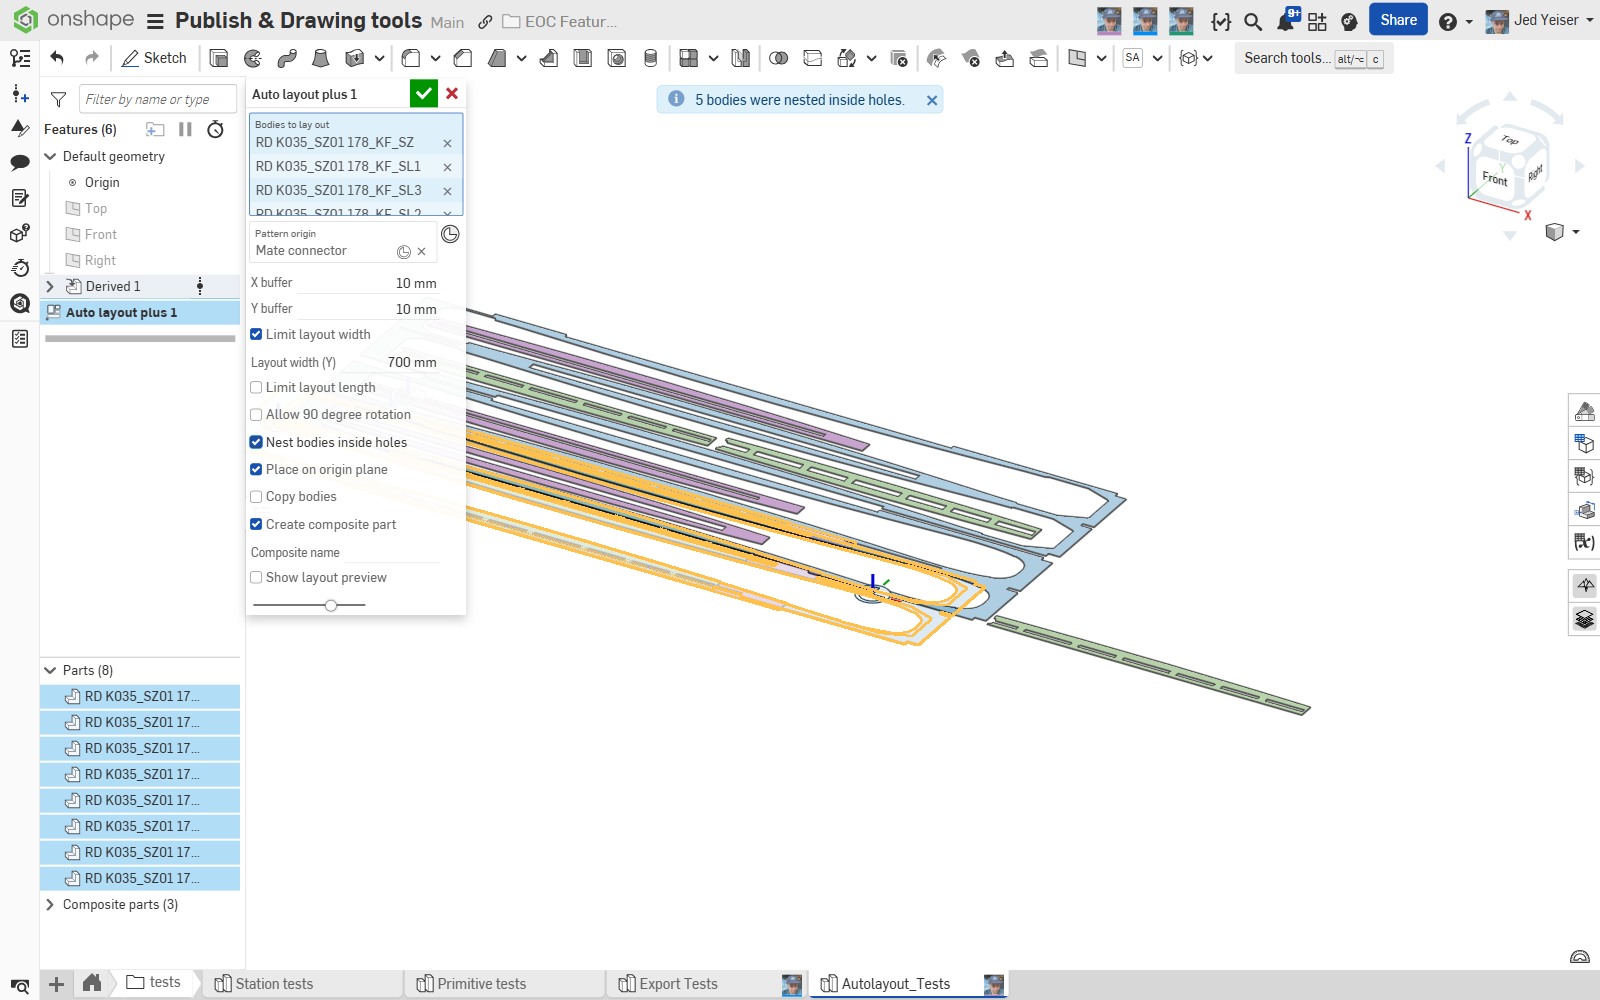 onshape
Publish & Drawing tools Main EOC Featur...
9+
Share
Jed Yeiser
Sketch
SA
Search tools... alt/⌥ c
Filter by name or type
Features (6)
Default geometry
Origin
Top
Front
Right
Derived 1
Auto layout plus 1
Auto layout plus 1
Bodies to lay out
RD K035_SZ01 178_KF_SZ
RD K035_SZ01 178_KF_SL1
RD K035_SZ01 178_KF_SL3
RD K035_SZ01 178_KF_SL2
Pattern origin
Mate connector
X buffer 10 mm
Y buffer 10 mm
Limit layout width
Layout width (Y) 700 mm
Limit layout length
Allow 90 degree rotation
Nest bodies inside holes
Place on origin plane
Copy bodies
Create composite part
Composite name
Show layout preview
5 bodies were nested inside holes.
Z
Top
Y
Front
Right
X
Parts (8)
RD K035_SZ01 17...
RD K035_SZ01 17...
RD K035_SZ01 17...
RD K035_SZ01 17...
RD K035_SZ01 17...
RD K035_SZ01 17...
RD K035_SZ01 17...
RD K035_SZ01 17...
Composite parts (3)
tests
Station tests
Primitive tests
Export Tests
Autolayout_Tests